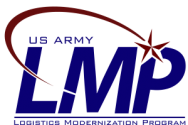 US ARMY
LMP
LOGISTICS MODERNIZATION PROGRAM